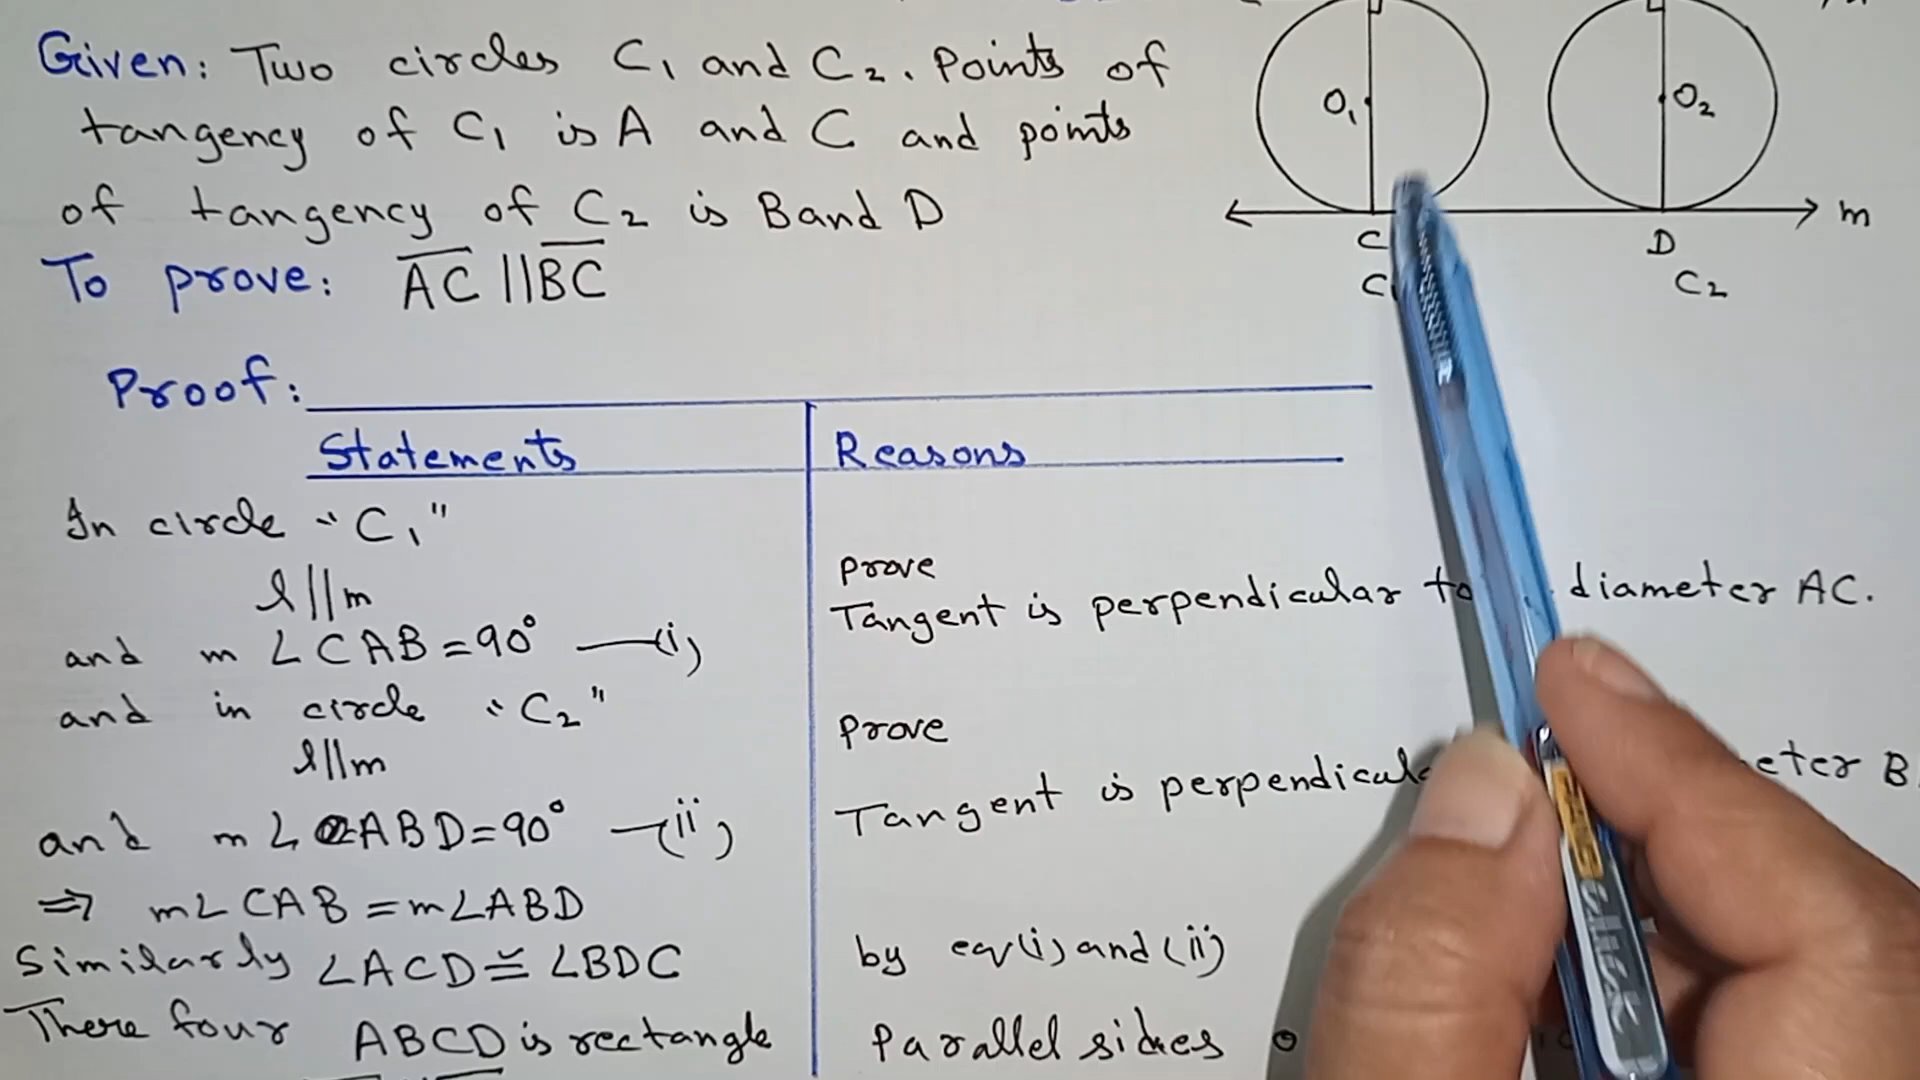 Given: Two circles C₁ and C₂. Points of
tangency of C₁ is A and C and points
of tangency of C₂ is B and D
To prove: AC || BC
O₁
O₂
m
C
D
C₂
Proof:
Statements
Reasons
In circle "C₁"
l||m
prove
and m∠CAB=90° —(i)
Tangent is perpendicular to diameter AC.
and in circle "C₂"
prove
l||m
and m∠ABD=90° —(ii)
Tangent is
⇒ m∠CAB=m∠ABD
by eq(i) and (ii)
Similarly ∠ACD≅∠BDC
There four ABCD is rectangle
Parallel sides
click